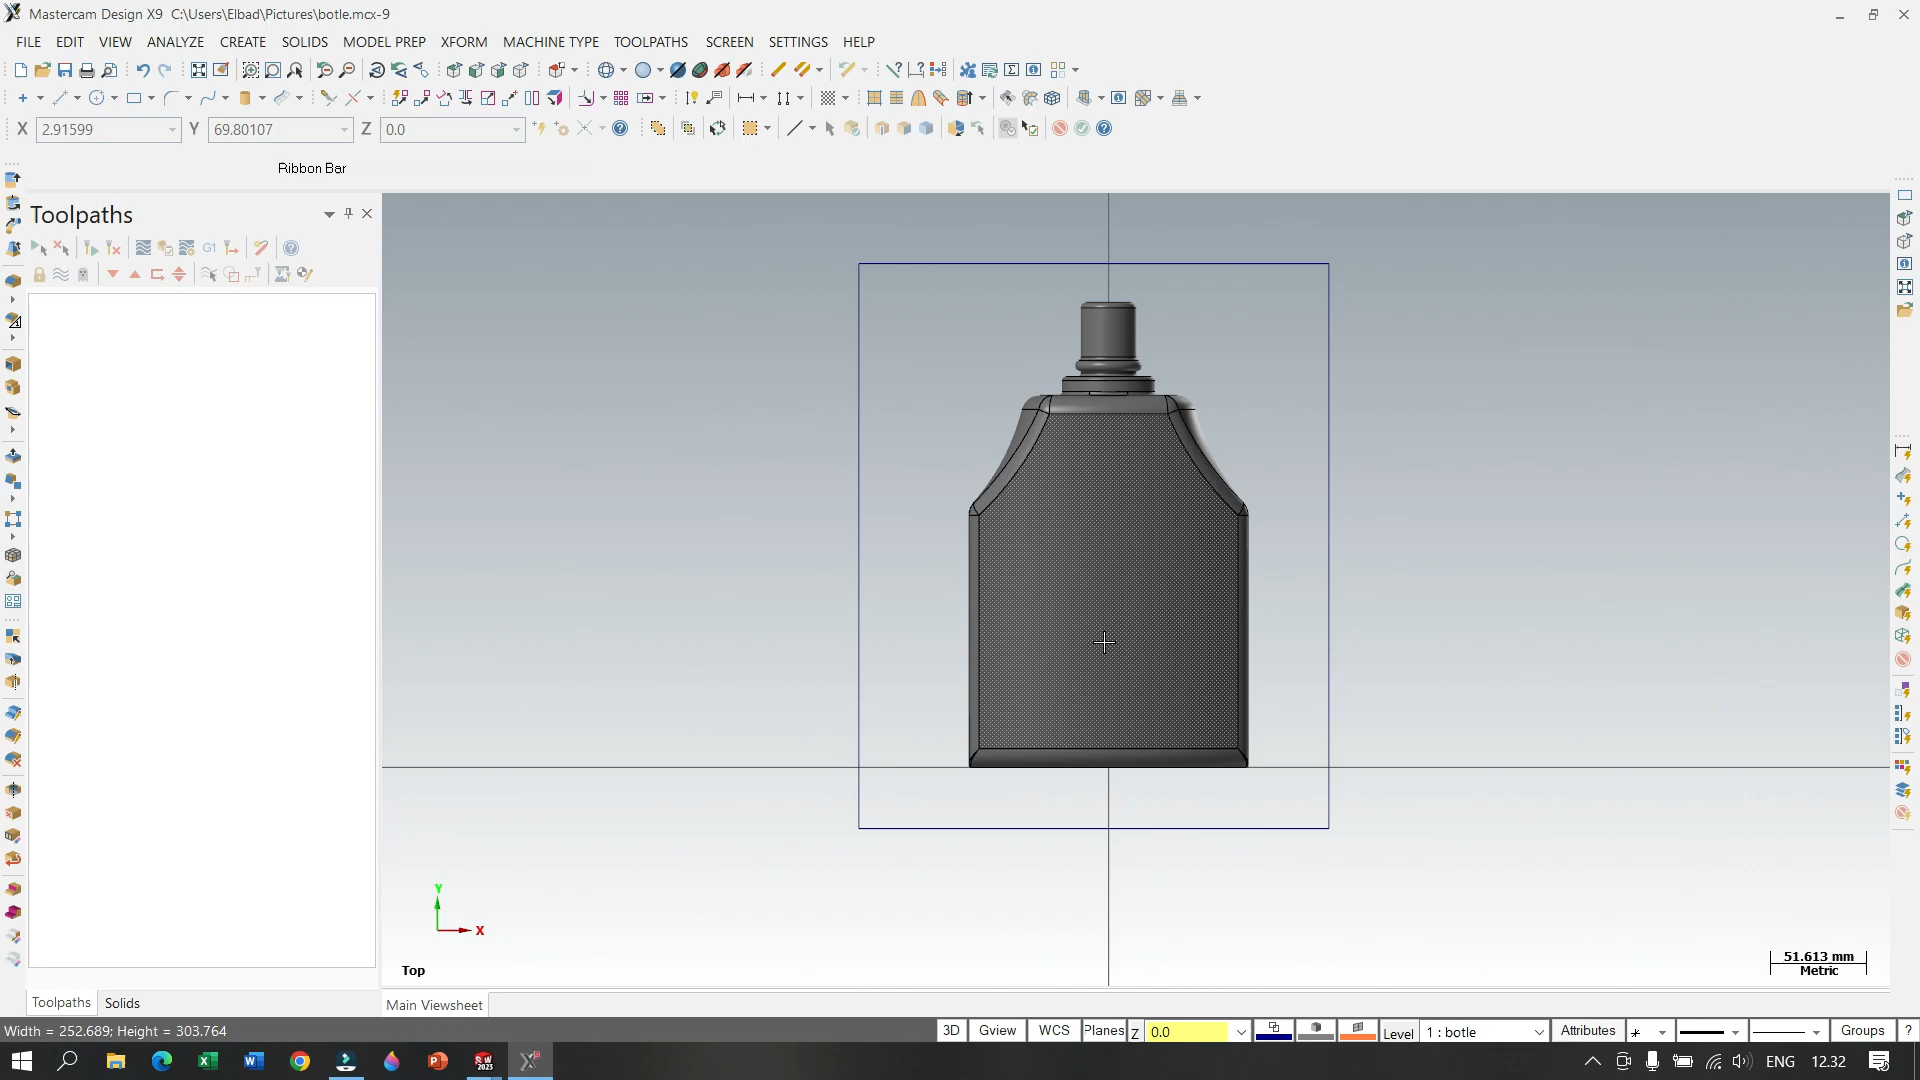 Mastercam Design X9 C:\Users\Elbad\Pictures\botle.mcx-9
FILE EDIT VIEW ANALYZE CREATE SOLIDS MODEL PREP XFORM MACHINE TYPE TOOLPATHS SCREEN SETTINGS HELP
X 2.91599 Y 69.80107 Z 0.0
Ribbon Bar
Toolpaths
G1
Y
X
Top
51.613 mm
Metric
Toolpaths Solids
Main Viewsheet
Width = 252.689; Height = 303.764
3D Gview WCS Planes Z 0.0 Level 1 : botle Attributes Groups ?
ENG 12.32